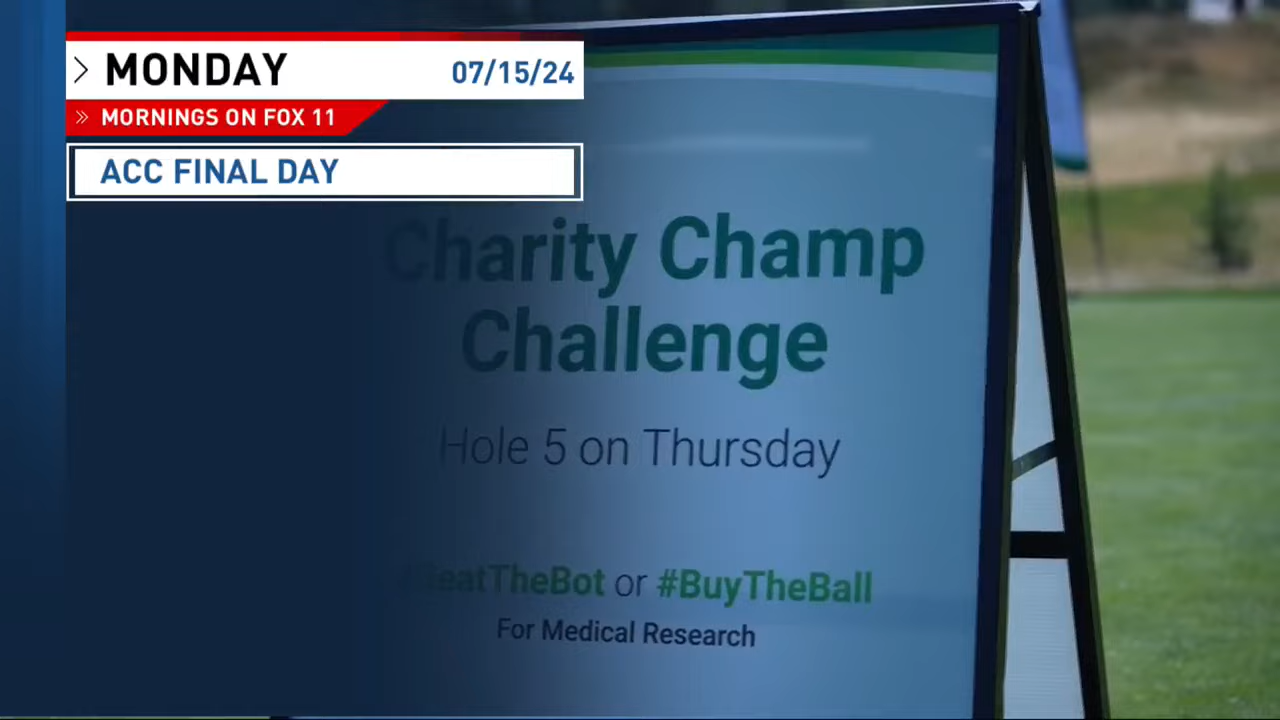 MONDAY 07/15/24
MORNINGS ON FOX 11
ACC FINAL DAY
Charity Champ
Challenge
Hole 5 on Thursday
#BeatTheBot or #BuyTheBall
For Medical Research